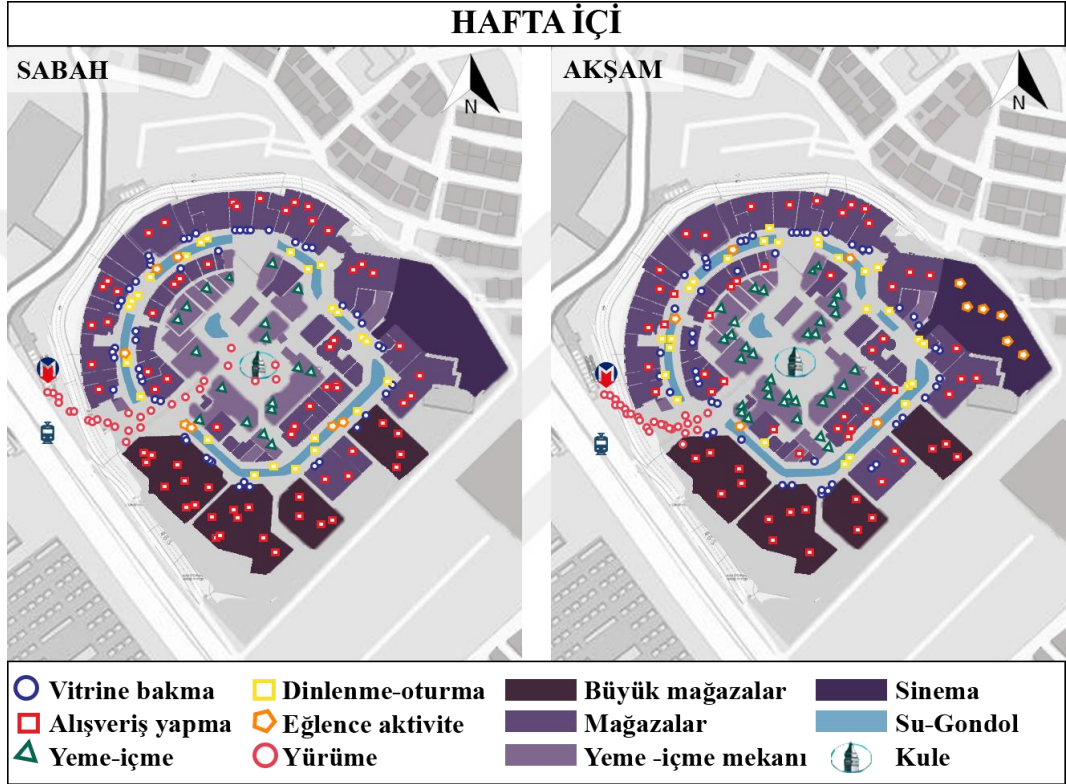 HAFTA İÇİ
SABAH
N
AKŞAM
N
Vitrine bakma
Dinlenme-oturma
Büyük mağazalar
Sinema
Alışveriş yapma
Eğlence aktivite
Mağazalar
Su-Gondol
Yeme-içme
Yürüme
Yeme -içme mekanı
Kule